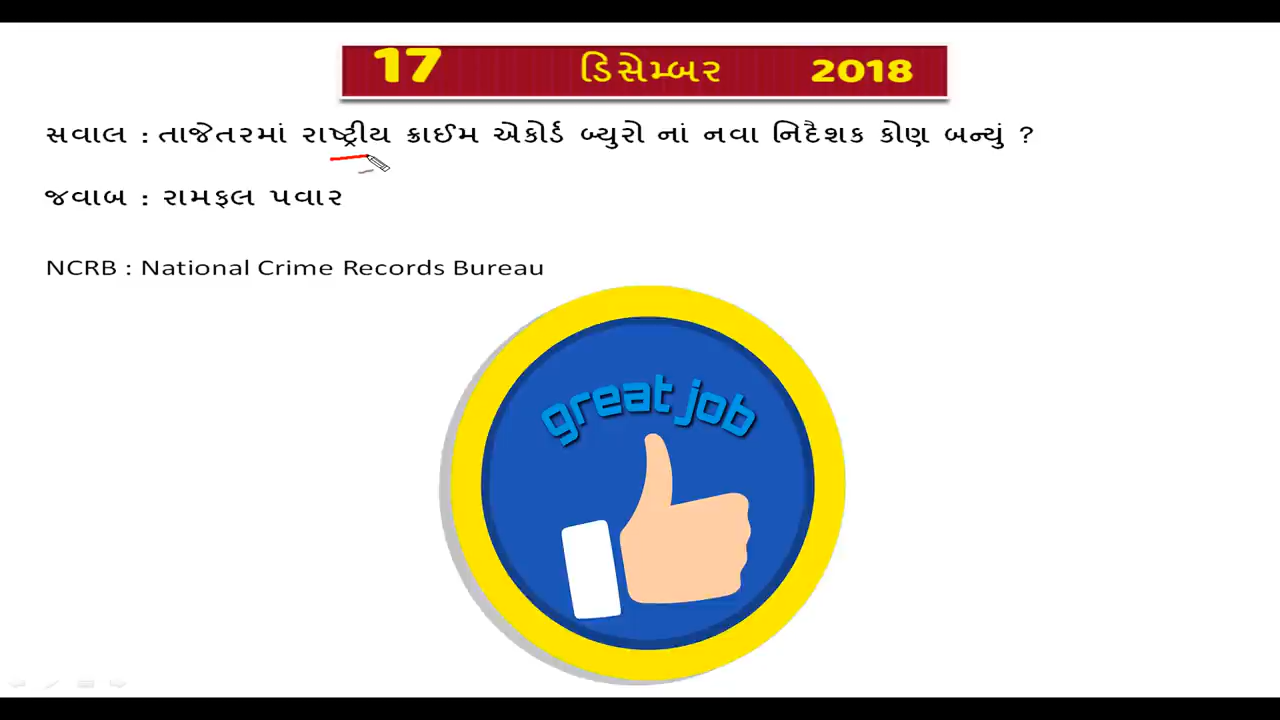 17 ડિસેમ્બર 2018
સવાલ : તાજેતરમાં રાષ્ટ્રીય ક્રાઈમ એકોર્ડ બ્યુરો નાં નવા નિદૈશક કોણ બન્યું ?
જવાબ : રામફલ પવાર
NCRB : National Crime Records Bureau
great job